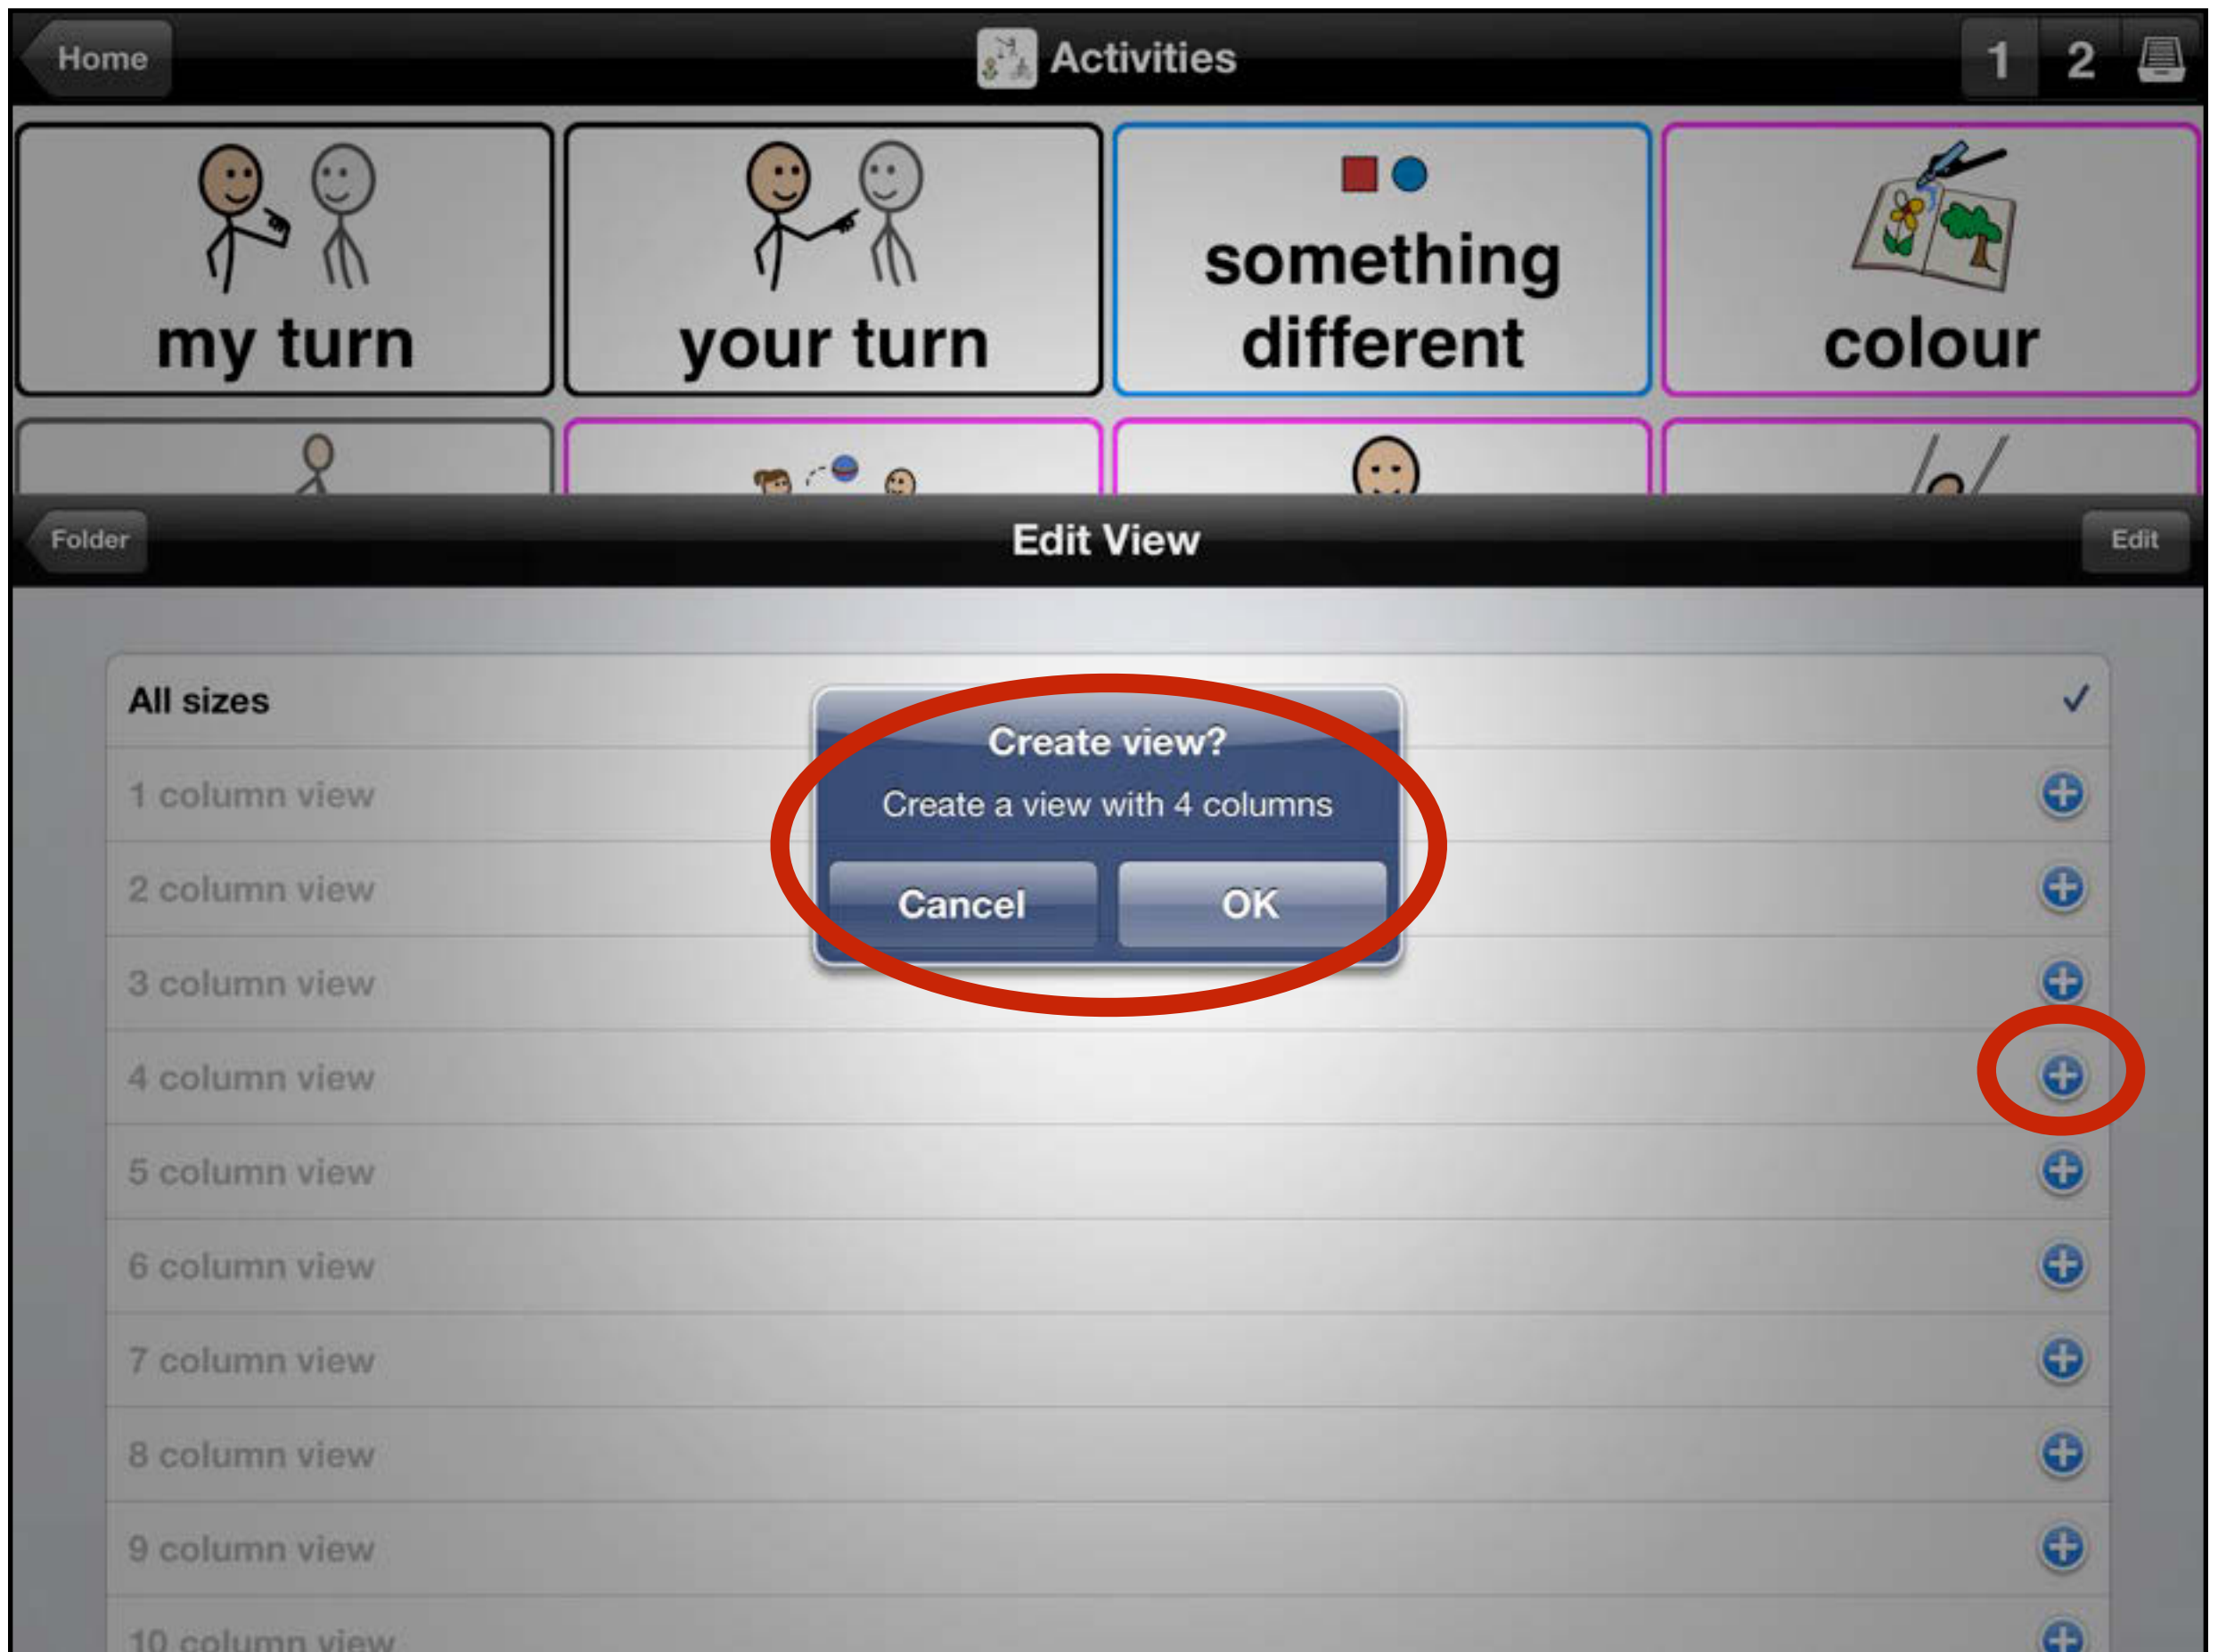 Home
Activities
1 2
my turn
your turn
something
different
colour
Folder
Edit View
Edit
All sizes
1 column view
2 column view
3 column view
4 column view
5 column view
6 column view
7 column view
8 column view
9 column view
10 column view
Create view?
Create a view with 4 columns
Cancel
OK